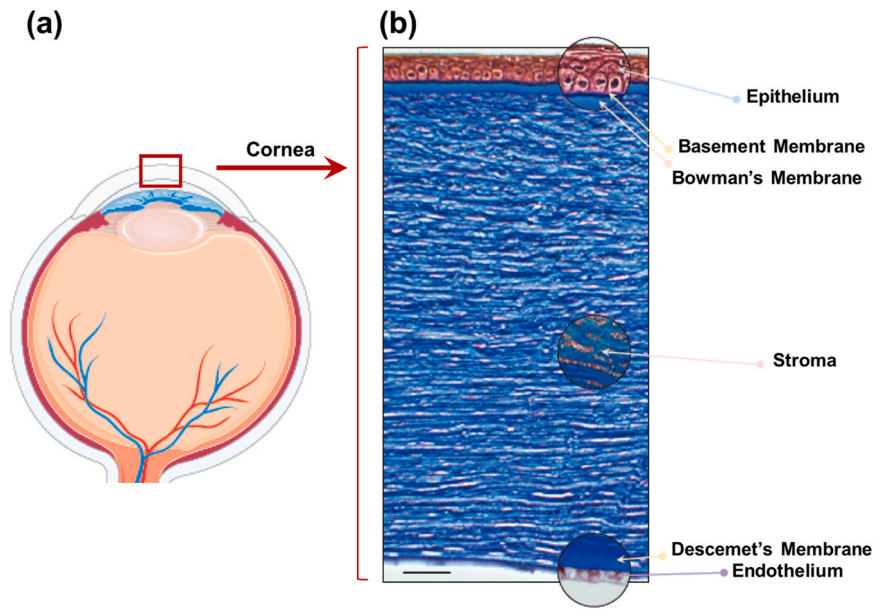 (a)
(b)
Cornea
Epithelium
Basement Membrane
Bowman's Membrane
Stroma
Descemet's Membrane
Endothelium